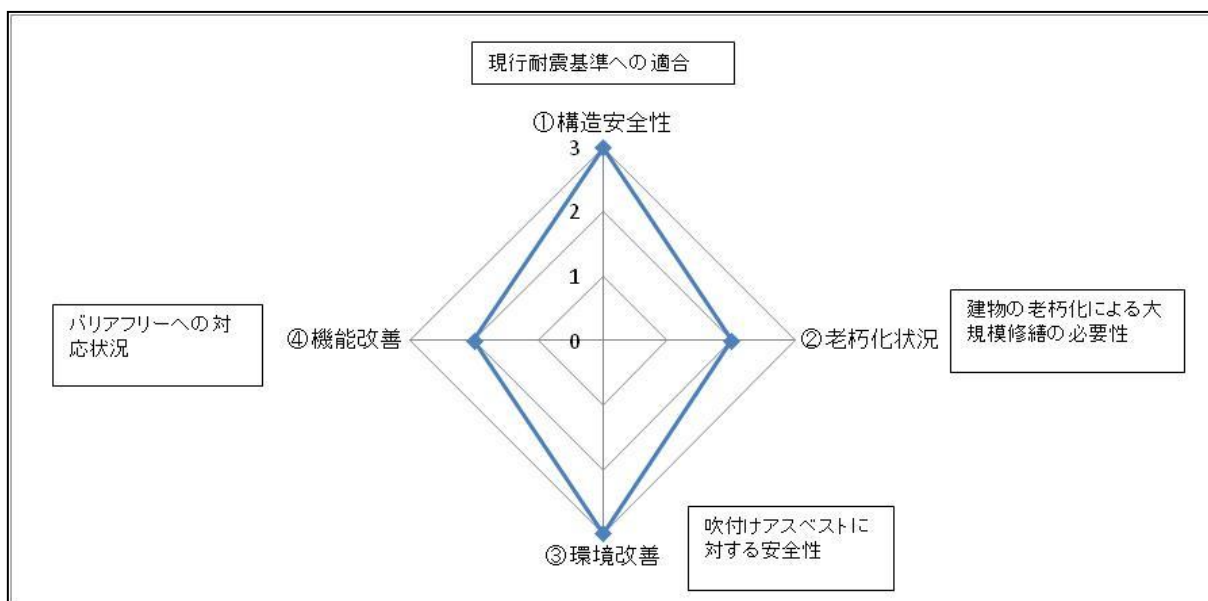 現行耐震基準への適合
①構造安全性
3
2
1
0
バリアフリーへの対
応状況
④機能改善
②老朽化状況
建物の老朽化による大
規模修繕の必要性
③環境改善
吹付けアスベストに
対する安全性